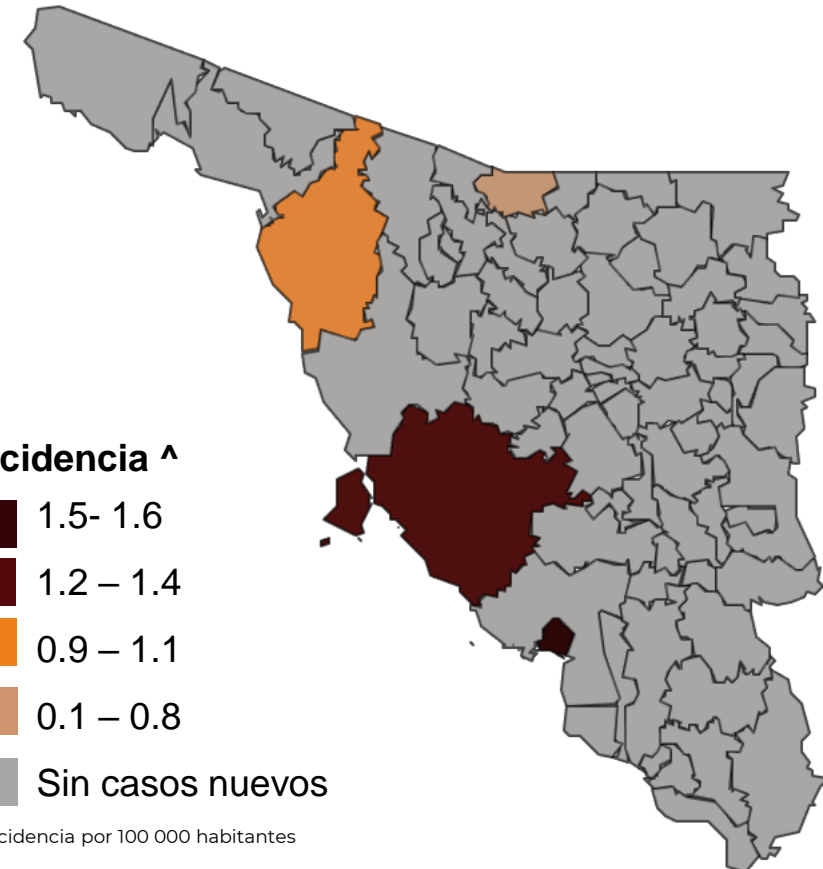 cidencia ^
1.5- 1.6
1.2 – 1.4
0.9 – 1.1
0.1 – 0.8
Sin casos nuevos
cidencia por 100 000 habitantes